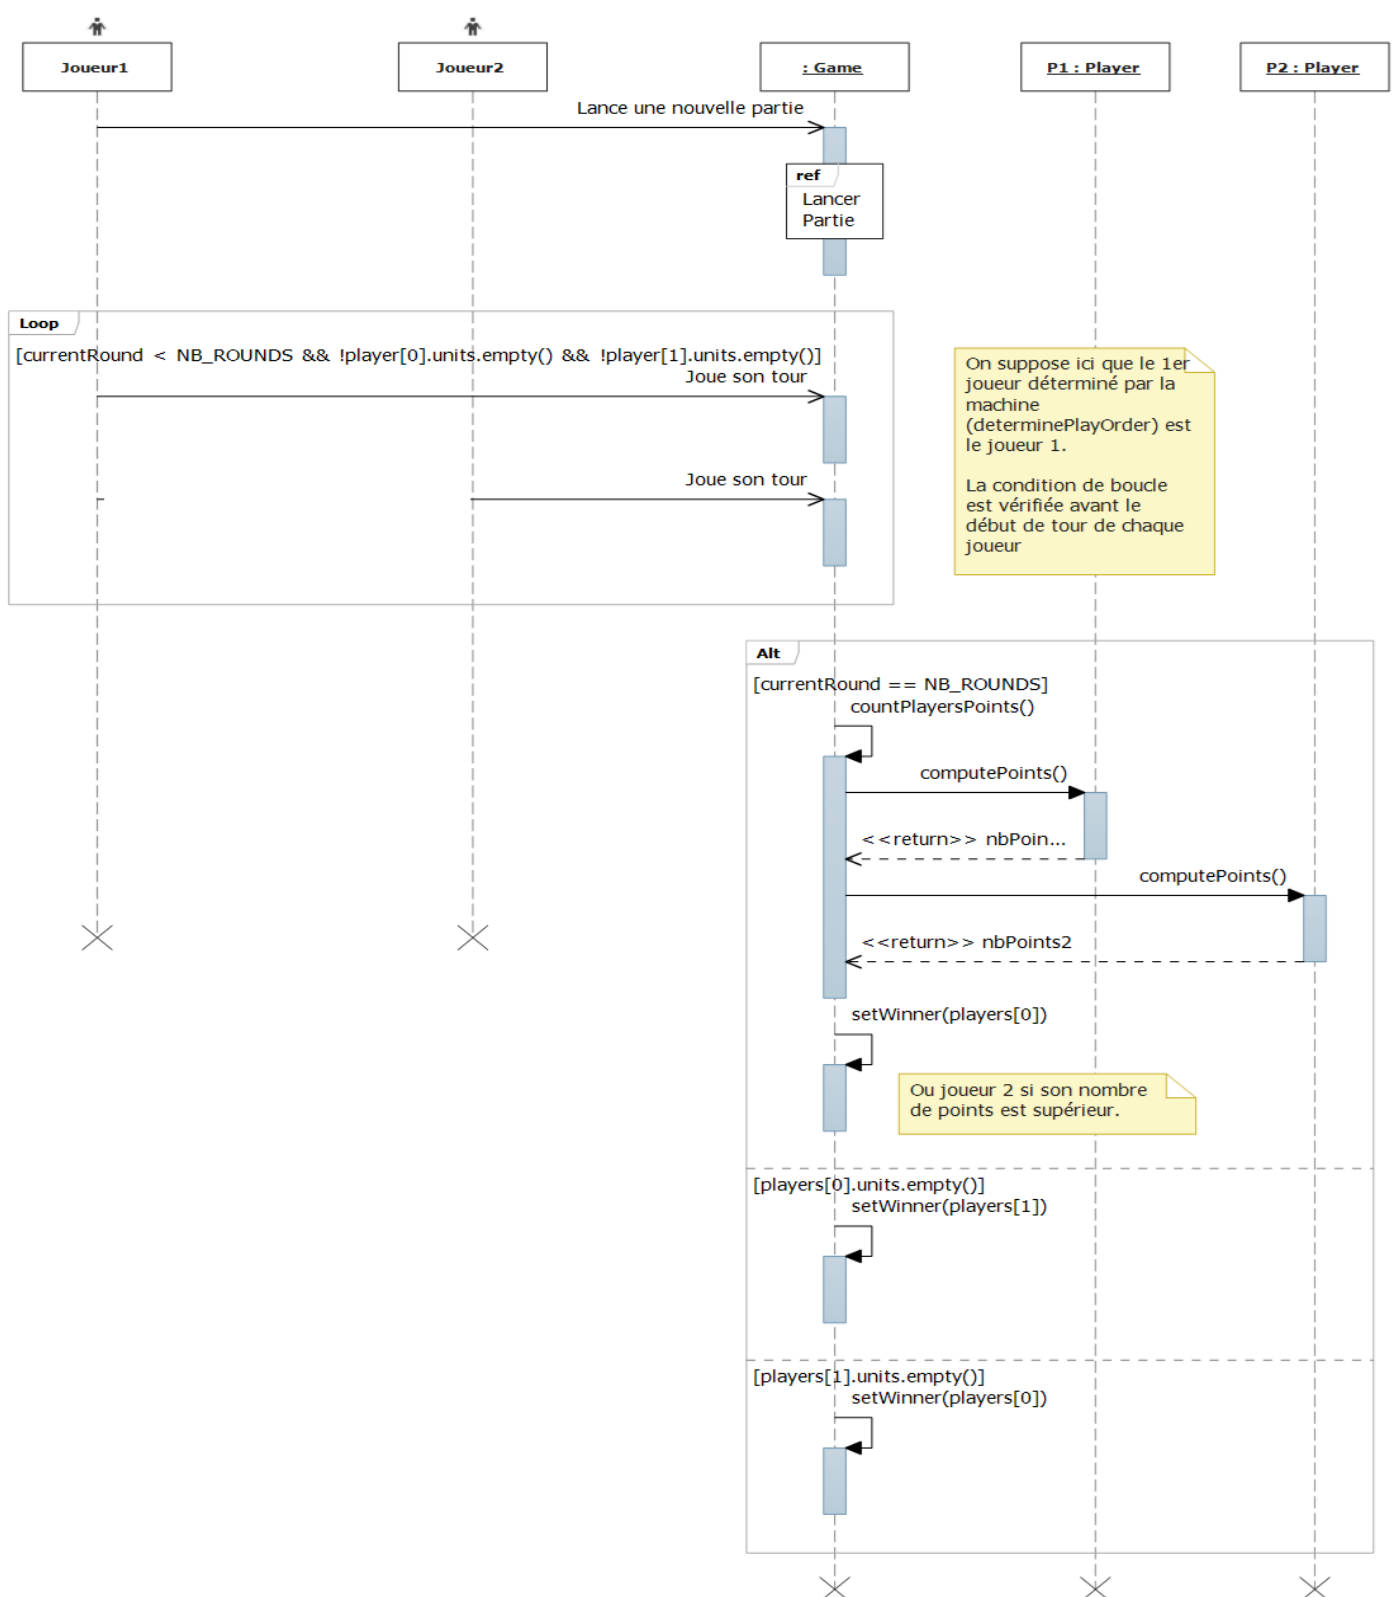 Joueur1
Joueur2
: Game
P1 : Player
P2 : Player
Lance une nouvelle partie
ref
Lancer
Partie
Loop
[currentRound < NB_ROUNDS && !player[0].units.empty() && !player[1].units.empty()]
Joue son tour
On suppose ici que le 1er
joueur déterminé par la
machine
(determinePlayOrder) est
le joueur 1.
La condition de boucle
est vérifiée avant le
début de tour de chaque
joueur
Joue son tour
Alt
[currentRound == NB_ROUNDS]
countPlayersPoints()
computePoints()
<<return>> nbPoin...
computePoints()
<<return>> nbPoints2
setWinner(players[0])
Ou joueur 2 si son nombre
de points est supérieur.
[players[0].units.empty()]
setWinner(players[1])
[players[1].units.empty()]
setWinner(players[0])